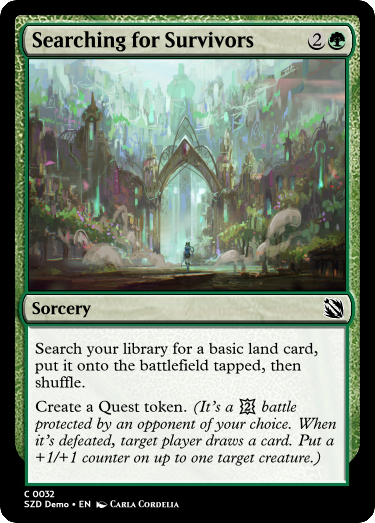 Searching for Survivors 2
Sorcery
Search your library for a basic land card,
put it onto the battlefield tapped, then
shuffle.
Create a Quest token. (It's a battle
protected by an opponent of your choice. When
it's defeated, target player draws a card. Put a
+1/+1 counter on up to one target creature.)
C 0032
SZD Demo • EN Carla Cordelia